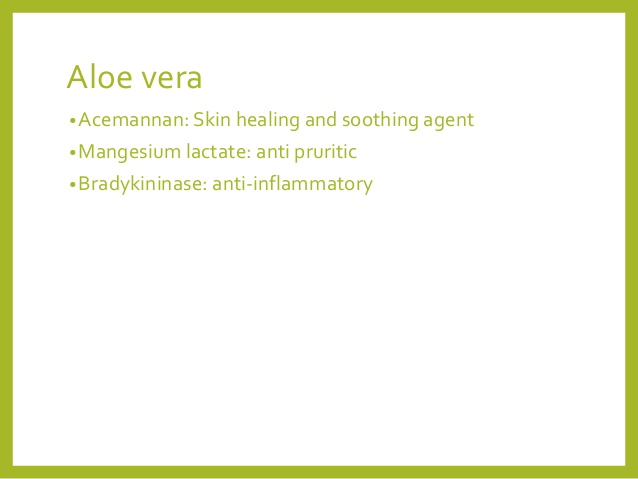 Aloe vera
•Acemannan: Skin healing and soothing agent
•Mangesium lactate: anti pruritic
•Bradykininase: anti-inflammatory